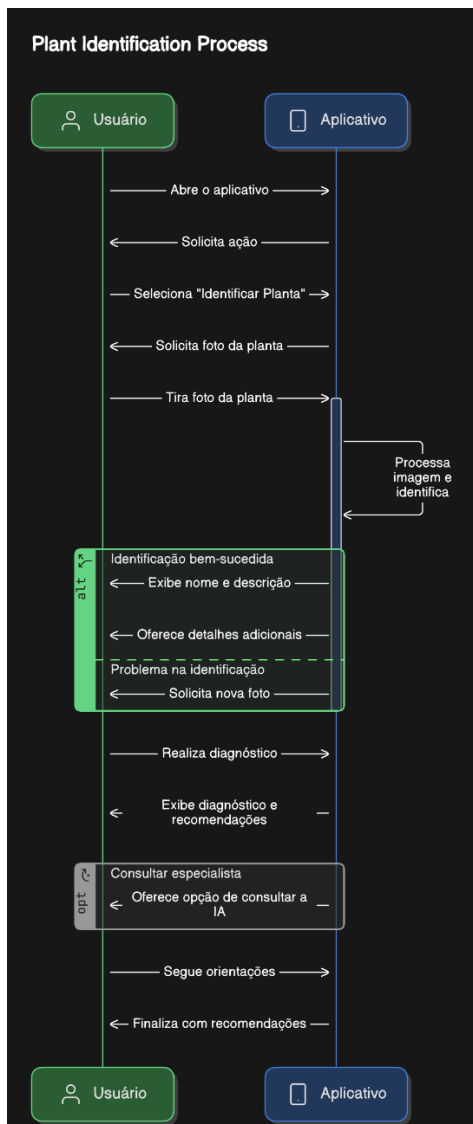 Plant Identification Process
Usuário
Aplicativo
Abre o aplicativo
Solicita ação
Seleciona "Identificar Planta"
Solicita foto da planta
Tira foto da planta
Processa
imagem e
identifica
alt
Identificação bem-sucedida
Exibe nome e descrição
Oferece detalhes adicionais
Problema na identificação
Solicita nova foto
Realiza diagnóstico
Exibe diagnóstico e
recomendações
opt
Consultar especialista
Oferece opção de consultar a
IA
Segue orientações
Finaliza com recomendações
Usuário
Aplicativo